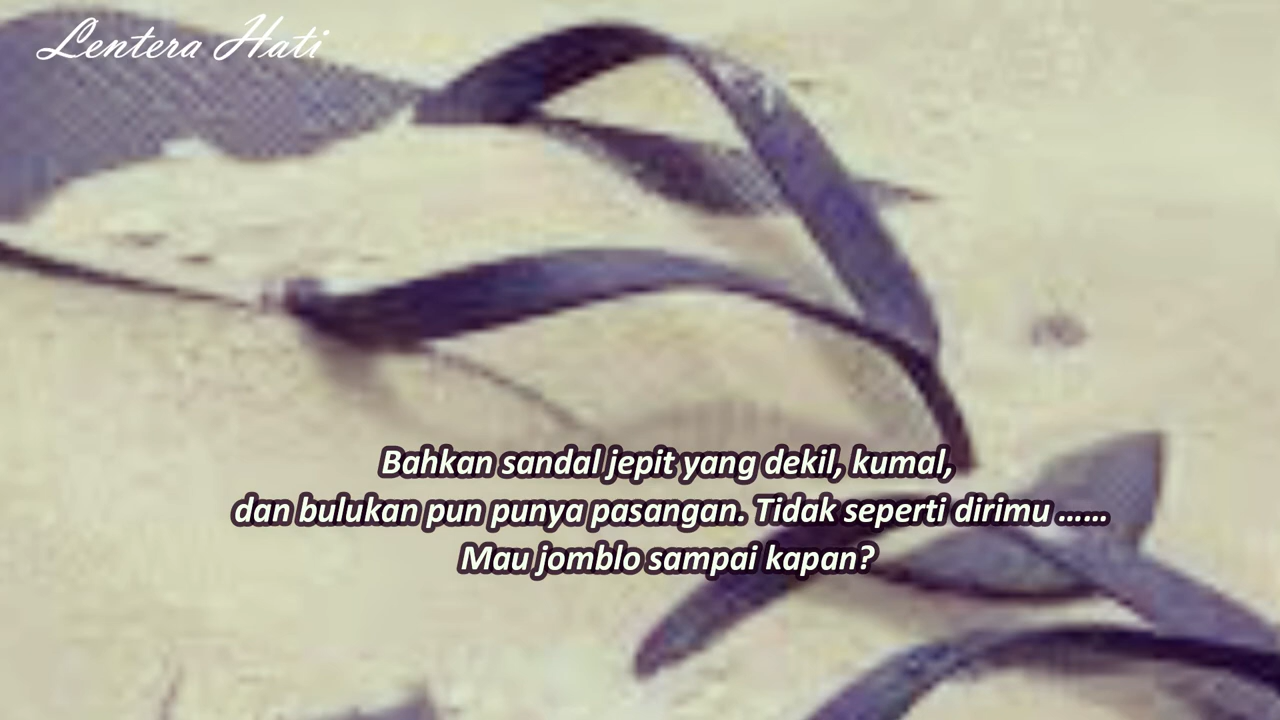 Lentera Hati
Bahkan sandal jepit yang dekil, kumal,
dan bulukan pun punya pasangan. Tidak seperti dirimu ......
Mau jomblo sampai kapan?